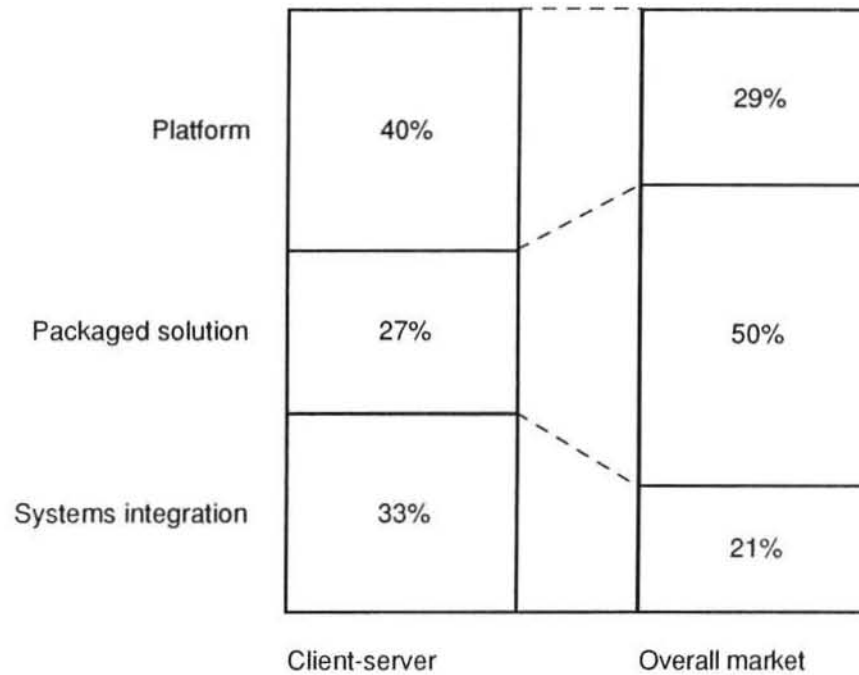 29%
Platform 40%
Packaged solution 27% 50%
Systems integration 33%
21%
Client-server Overall market